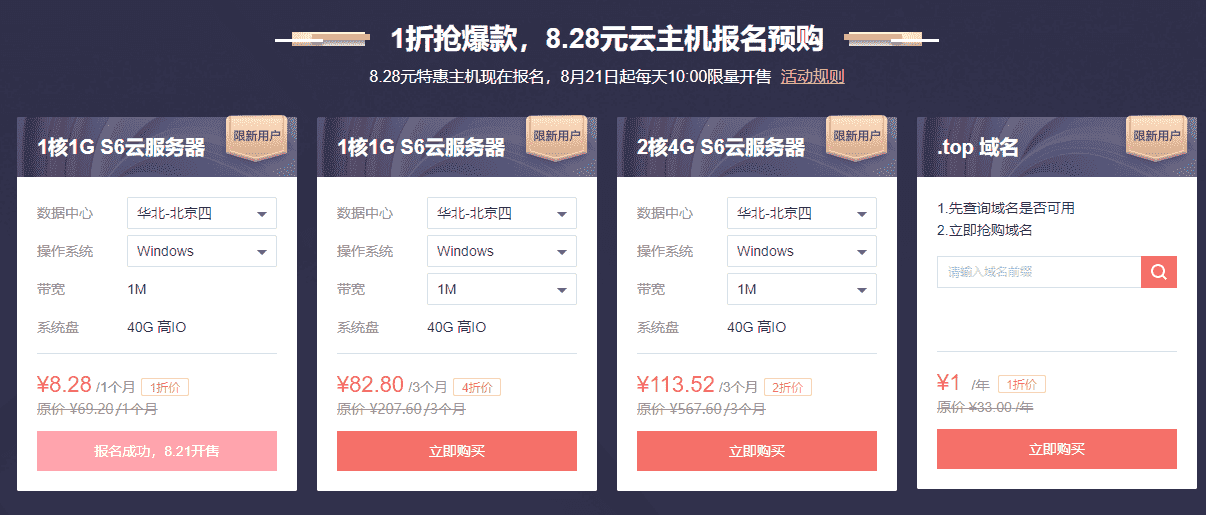 1折抢爆款，8.28元云主机报名预购
8.28元特惠主机现在报名，8月21日起每天10:00限量开售 活动规则
1核1G S6云服务器
限新用户
数据中心 华北-北京四
操作系统 Windows
带宽 1M
系统盘 40G 高IO
¥8.28 /1个月 1折价
原价 ¥69.20 /1个月
报名成功，8.21开售
1核1G S6云服务器
限新用户
数据中心 华北-北京四
操作系统 Windows
带宽 1M
系统盘 40G 高IO
¥82.80 /3个月 4折价
原价 ¥207.60 /3个月
立即购买
2核4G S6云服务器
限新用户
数据中心 华北-北京四
操作系统 Windows
带宽 1M
系统盘 40G 高IO
¥113.52 /3个月 2折价
原价 ¥567.60 /3个月
立即购买
.top 域名
限新用户
1.先查询域名是否可用
2.立即抢购域名
请输入域名前缀
¥1 /年 1折价
原价 ¥33.00 /年
立即购买